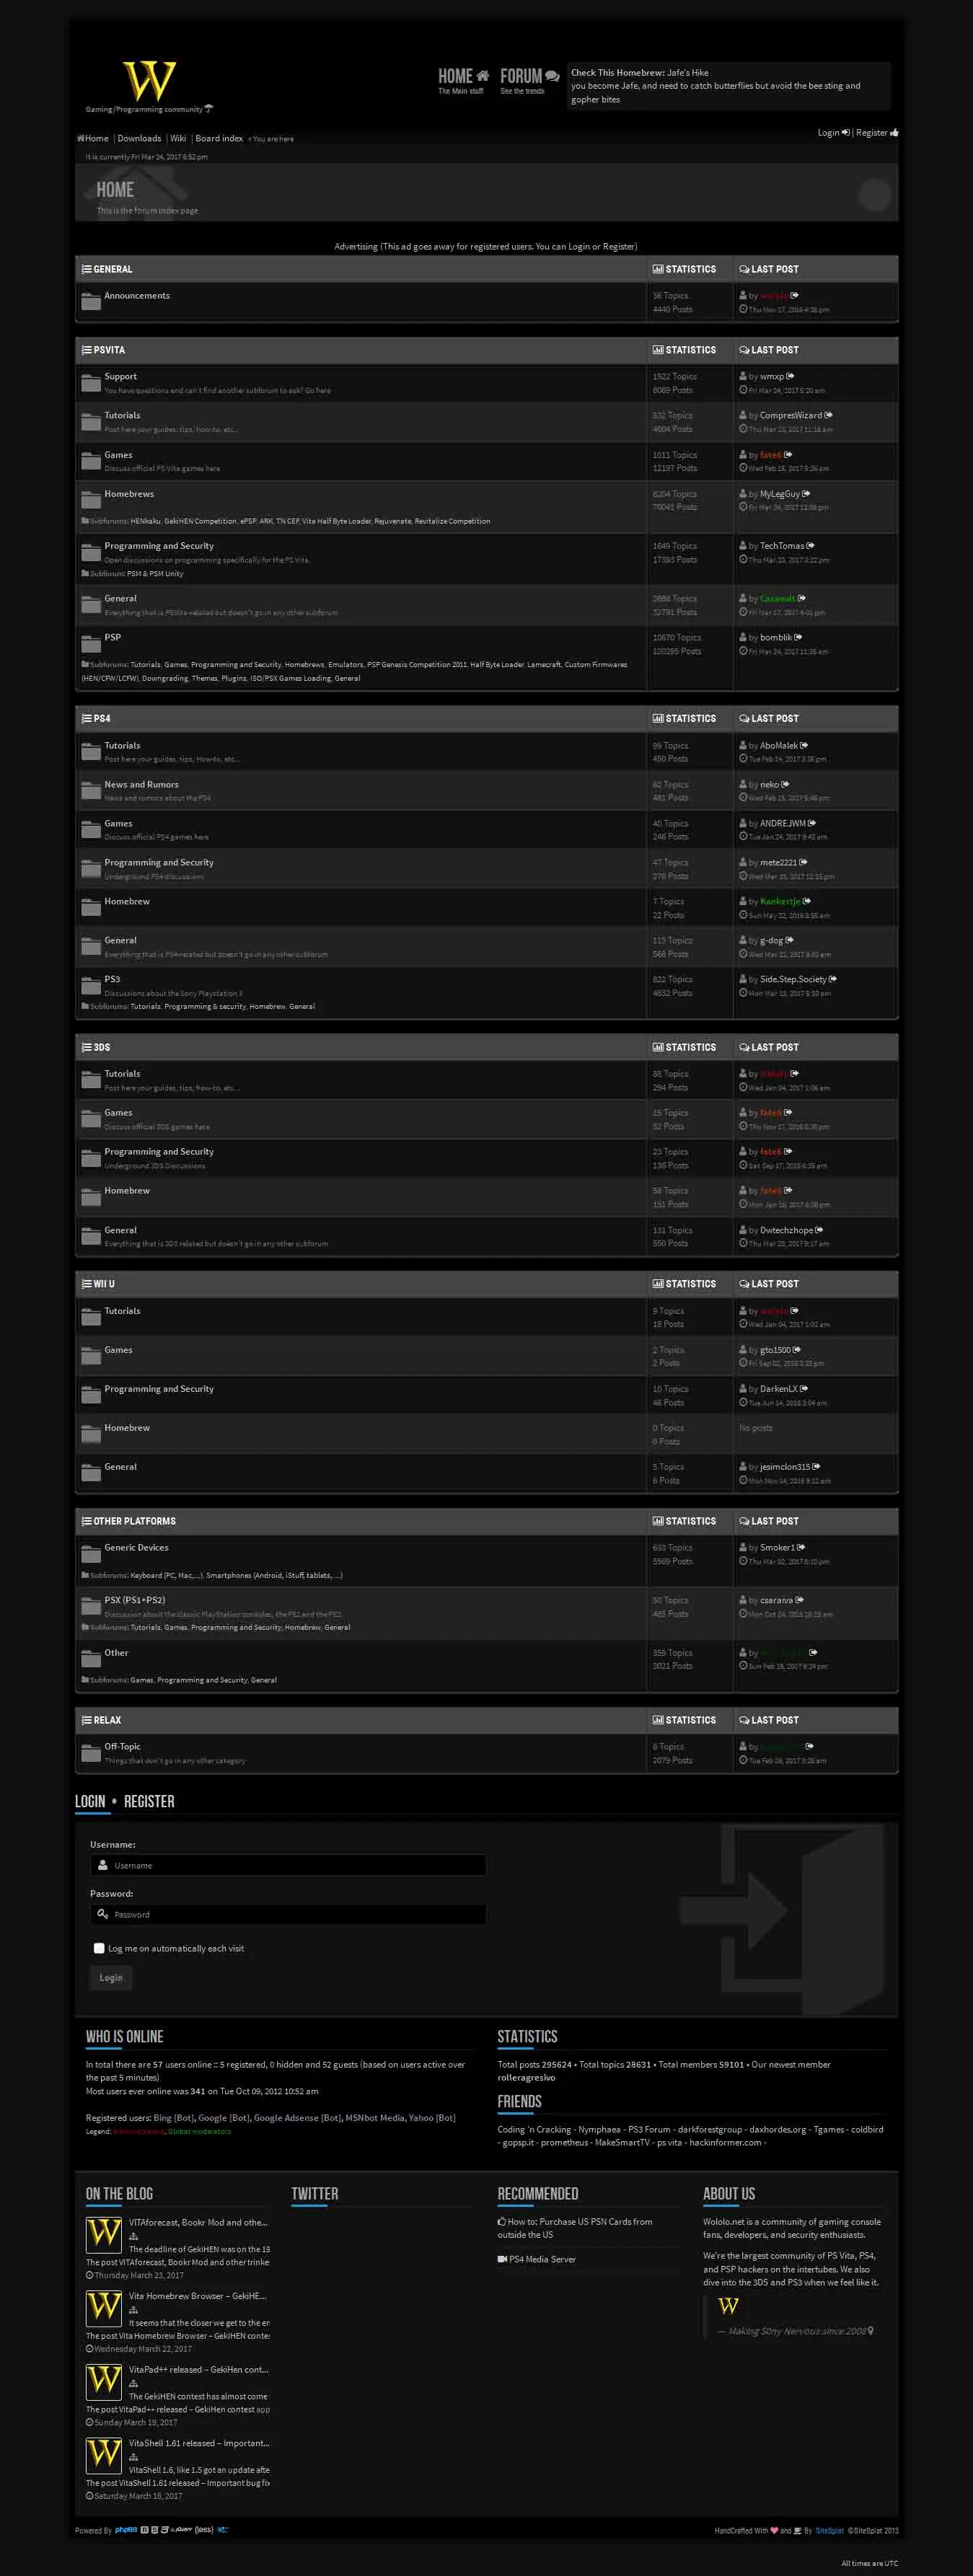 W
Gaming/Programming community
HOME
The Main stuff
FORUM
See the trends
Check This Homebrew: Jafe's Hike
you become Jafe, and need to catch butterflies but avoid the bee sting and
gopher bites
Home | Downloads | Wiki | Board index « You are here
Login | Register
It is currently Fri Mar 24, 2017 6:52 pm
HOME
This is the forum index page
Advertising (This ad goes away for registered users. You can Login or Register)
GENERAL STATISTICS LAST POST
Announcements
36 Topics
4440 Posts
by
Thu Nov 17, 2016 4:38 pm
PSVITA STATISTICS LAST POST
Support
You have questions and can't find another subforum to ask? Go here
1522 Topics
8069 Posts
by wmxp
Fri Mar 24, 2017 5:20 am
Tutorials
Post here your guides, tips, how-to, etc...
532 Topics
4604 Posts
by CompresWizard
Thu Mar 23, 2017 11:18 am
Games
Discuss official PS Vita games here
1011 Topics
12197 Posts
by fate6
Wed Feb 15, 2017 5:26 am
Homebrews
Subforums: HENkaku, GekiHEN Competition, ePSP, ARK, TN CEF, Vita Half Byte Loader, Rejuvenate, Revitalize Competition
6204 Topics
70041 Posts
by MyLegGuy
Fri Mar 24, 2017 12:08 pm
Programming and Security
Open discussions on programming specifically for the PS Vita.
Subforum: PSM & PSM Unity
1649 Topics
17393 Posts
by TechTomas
Thu Mar 23, 2017 3:22 pm
General
Everything that is PSVita-related but doesn't go in any other subforum
3888 Topics
32791 Posts
by Casavult
Fri Mar 17, 2017 4:01 pm
PSP
Subforums: Tutorials, Games, Programming and Security, Homebrews, Emulators, PSP Genesis Competition 2011, Half Byte Loader, Lamecraft, Custom Firmwares
(HEN/CFW/LCFW), Downgrading, Themes, Plugins, ISO/PSX Games Loading, General
10670 Topics
120295 Posts
by bomblik
Fri Mar 24, 2017 11:35 am
PS4 STATISTICS LAST POST
Tutorials
Post here your guides, tips, How-to, etc...
99 Topics
450 Posts
by AboMalek
Tue Feb 14, 2017 3:35 pm
News and Rumors
News and rumors about the PS4
62 Topics
481 Posts
by neko
Wed Feb 15, 2017 5:46 pm
Games
Discuss official PS4 games here
40 Topics
246 Posts
by ANDREJWM
Tue Jan 24, 2017 9:43 am
Programming and Security
Underground PS4 discussions
47 Topics
276 Posts
by mete2221
Wed Mar 15, 2017 12:15 pm
Homebrew
7 Topics
22 Posts
by Kankertje
Sun May 22, 2016 8:55 am
General
Everything that is PS4-related but doesn't go in any other subforum
113 Topics
566 Posts
by g-dog
Wed Mar 22, 2017 9:30 am
PS3
Discussions about the Sony Playstation 3
Subforums: Tutorials, Programming & security, Homebrew, General
822 Topics
4632 Posts
by Side.Step.Society
Mon Mar 13, 2017 5:53 am
3DS STATISTICS LAST POST
Tutorials
Post here your guides, tips, how-to, etc...
88 Topics
294 Posts
by
Wed Jan 04, 2017 1:06 am
Games
Discuss official 3DS games here
15 Topics
52 Posts
by fate6
Thu Nov 17, 2016 8:38 pm
Programming and Security
Underground 3DS Discussions
23 Topics
136 Posts
by fate6
Sat Sep 17, 2016 6:35 am
Homebrew
58 Topics
151 Posts
by fate6
Mon Jan 16, 2017 6:08 pm
General
Everything that is 3DS related but doesn't go in any other subforum
131 Topics
550 Posts
by Dwtechzhope
Thu Mar 23, 2017 9:17 am
WII U STATISTICS LAST POST
Tutorials
9 Topics
18 Posts
by
Wed Jan 04, 2017 1:02 am
Games
2 Topics
2 Posts
by gto1500
Fri Sep 02, 2016 3:25 pm
Programming and Security
10 Topics
46 Posts
by DarkenLX
Tue Jun 14, 2016 2:04 am
Homebrew
0 Topics
0 Posts
No posts
General
5 Topics
6 Posts
by jesimclon315
Mon Nov 14, 2016 9:12 am
OTHER PLATFORMS STATISTICS LAST POST
Generic Devices
Subforums: Keyboard (PC, Mac,...), Smartphones (Android, iStuff, tablets, ...)
633 Topics
5569 Posts
by Smoker1
Thu Mar 02, 2017 8:10 pm
PSX (PS1+PS2)
Discussion about the classic PlayStation consoles, the PS1 and the PS2.
Subforums: Tutorials, Games, Programming and Security, Homebrew, General
50 Topics
485 Posts
by csaraiva
Mon Oct 24, 2016 10:23 am
Other
Subforums: Games, Programming and Security, General
359 Topics
3021 Posts
by
Sun Feb 19, 2017 9:24 pm
RELAX STATISTICS LAST POST
Off-Topic
Things that don't go in any other category
6 Topics
2079 Posts
by
Tue Feb 28, 2017 3:26 am
LOGIN • REGISTER
Username:
Username
Password:
Password
Log me on automatically each visit
Login
WHO IS ONLINE
In total there are 57 users online :: 5 registered, 0 hidden and 52 guests (based on users active over
the past 5 minutes)
Most users ever online was 341 on Tue Oct 09, 2012 10:52 am
Registered users: Bing [Bot], Google [Bot], Google Adsense [Bot], MSNbot Media, Yahoo [Bot]
Legend: Administrators, Global moderators
STATISTICS
Total posts 295624 • Total topics 28631 • Total members 59101 • Our newest member
rolleragresivo
FRIENDS
Coding 'n Cracking - Nymphaea - PS3 Forum - darkforestgroup - daxhordes.org - Tgames - coldbird
- gopsp.it - prometheus - MakeSmartTV - ps vita - hackinformer.com -
ON THE BLOG
VITAforecast, Bookr Mod and othe...
The deadline of GekiHEN was on the 19
The post VITAforecast, Bookr Mod and other trinke
Thursday March 23, 2017
Vita Homebrew Browser – GekiHE...
It seems that the closer we get to the er
The post Vita Homebrew Browser – GekiHEN contes
Wednesday March 22, 2017
VitaPad++ released – GekiHen cont...
The GekiHEN contest has almost come
The post VitaPad++ released – GekiHen contest app
Sunday March 19, 2017
VitaShell 1.61 released – Important...
VitaShell 1.6, like 1.5 got an update afte
The post VitaShell 1.61 released – Important bug fix
Saturday March 18, 2017
TWITTER
RECOMMENDED
How to: Purchase US PSN Cards from
outside the US
PS4 Media Server
ABOUT US
Wololo.net is a community of gaming console
fans, developers, and security enthusiasts.
We're the largest community of PS Vita, PS4,
and PSP hackers on the intertubes. We also
dive into the 3DS and PS3 when we feel like it.
W
— Making S0ny Nervous since 2008
Powered By phpBB jQuery {less}
HandCrafted With and By SiteSplat ©SiteSplat 2013
All times are UTC